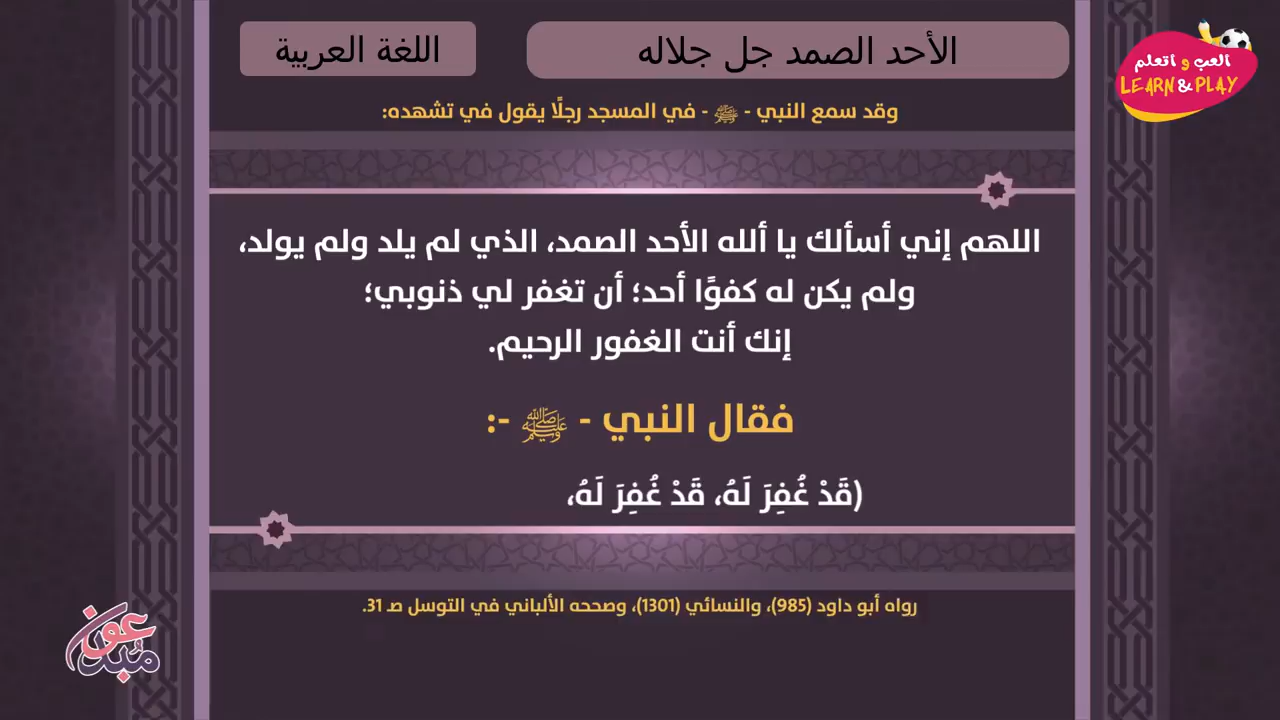 الأحد الصمد جل جلاله
اللغة العربية
العب و اتعلم
LEARN & PLAY
وقد سمع النبي - ﷺ - في المسجد رجلًا يقول في تشهده:
اللهم إني أسألك يا ألله الأحد الصمد، الذي لم يلد ولم يولد،
ولم يكن له كفوًا أحد؛ أن تغفر لي ذنوبي؛
إنك أنت الغفور الرحيم.
فقال النبي - ﷺ -:
(قَدْ غُفِرَ لَهُ، قَدْ غُفِرَ لَهُ،
رواه أبو داود (985)، والنسائي (1301)، وصححه الألباني في التوسل صـ 31.
مُبدعون